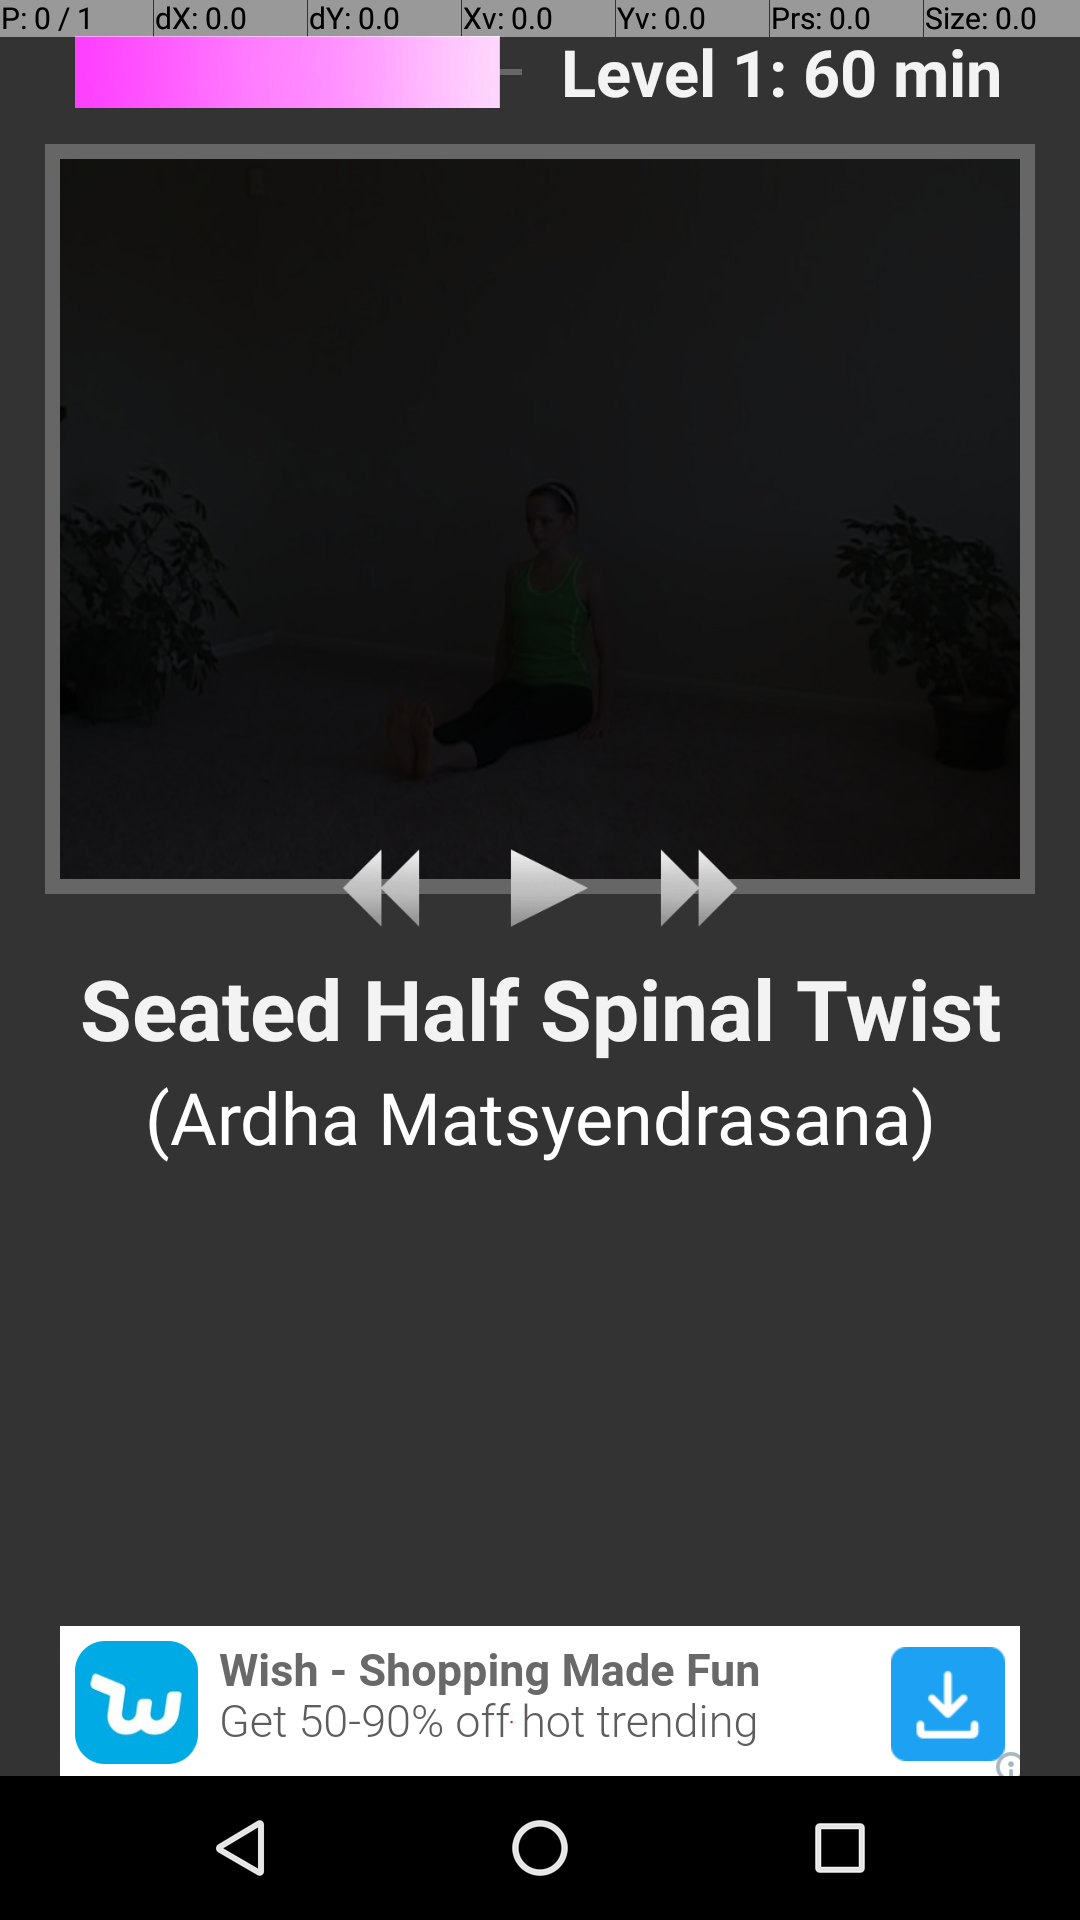 P: 0 / 1 dX: 0.0 dY: 0.0 Xv: 0.0 Yv: 0.0 Prs: 0.0 Size: 0.0
Level 1: 60 min
Seated Half Spinal Twist
(Ardha Matsyendrasana)
Wish - Shopping Made Fun
Get 50-90% off hot trending